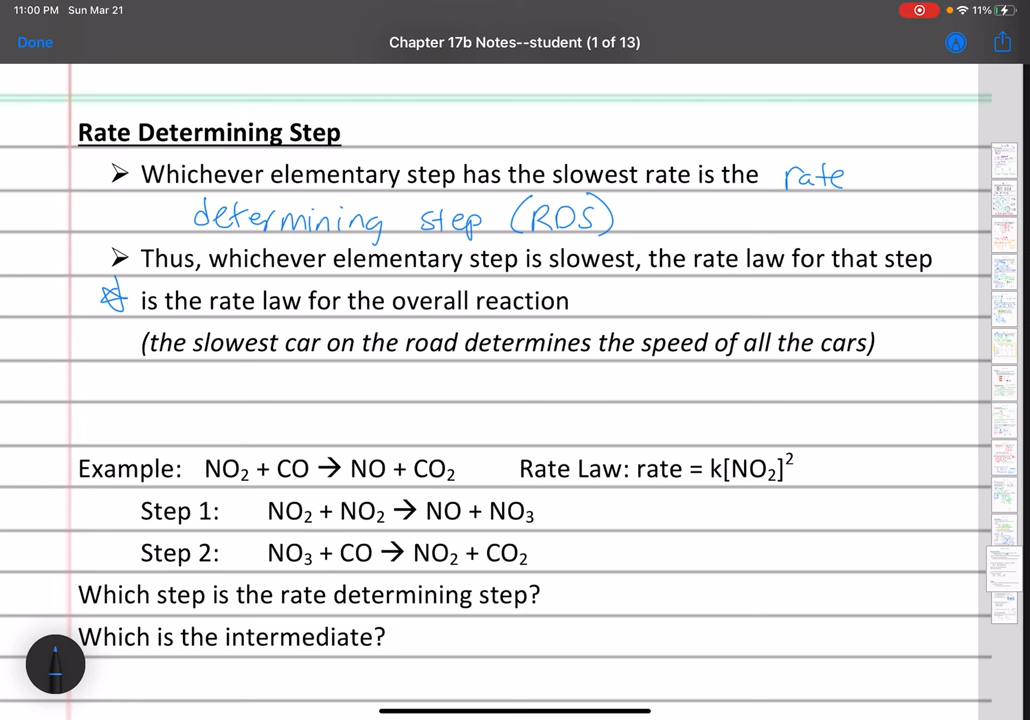 11:00 PM Sun Mar 21
11%
Done
Chapter 17b Notes--student (1 of 13)
Rate Determining Step
➢ Whichever elementary step has the slowest rate is the rate
determining step (RDS)
➢ Thus, whichever elementary step is slowest, the rate law for that step
is the rate law for the overall reaction
(the slowest car on the road determines the speed of all the cars)
Example: NO₂ + CO → NO + CO₂ Rate Law: rate = k[NO₂]²
Step 1: NO₂ + NO₂ → NO + NO₃
Step 2: NO₃ + CO → NO₂ + CO₂
Which step is the rate determining step?
Which is the intermediate?